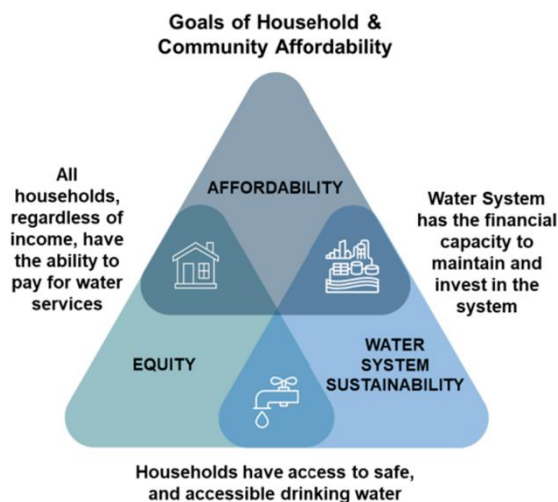 Goals of Household &
Community Affordability
AFFORDABILITY
All
households,
regardless of
income, have
the ability to
pay for water
services
Water System
has the financial
capacity to
maintain and
invest in the
system
EQUITY
WATER
SYSTEM
SUSTAINABILITY
Households have access to safe,
and accessible drinking water